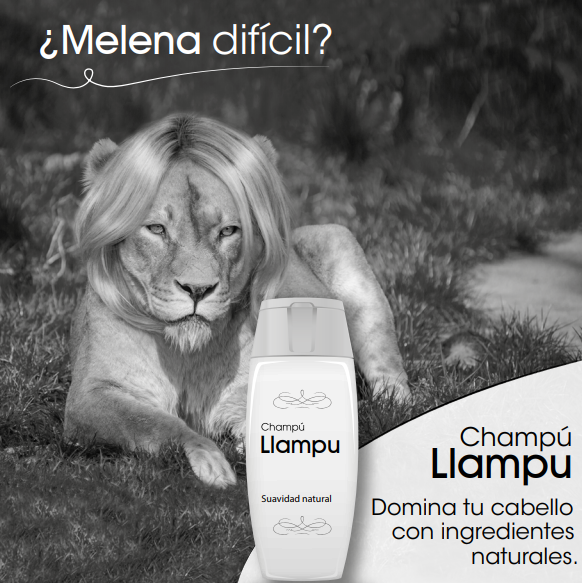 ¿Melena difícil?
Champú
Llampu
Suavidad natural
Champú
Llampu
Domina tu cabello
con ingredientes
naturales.